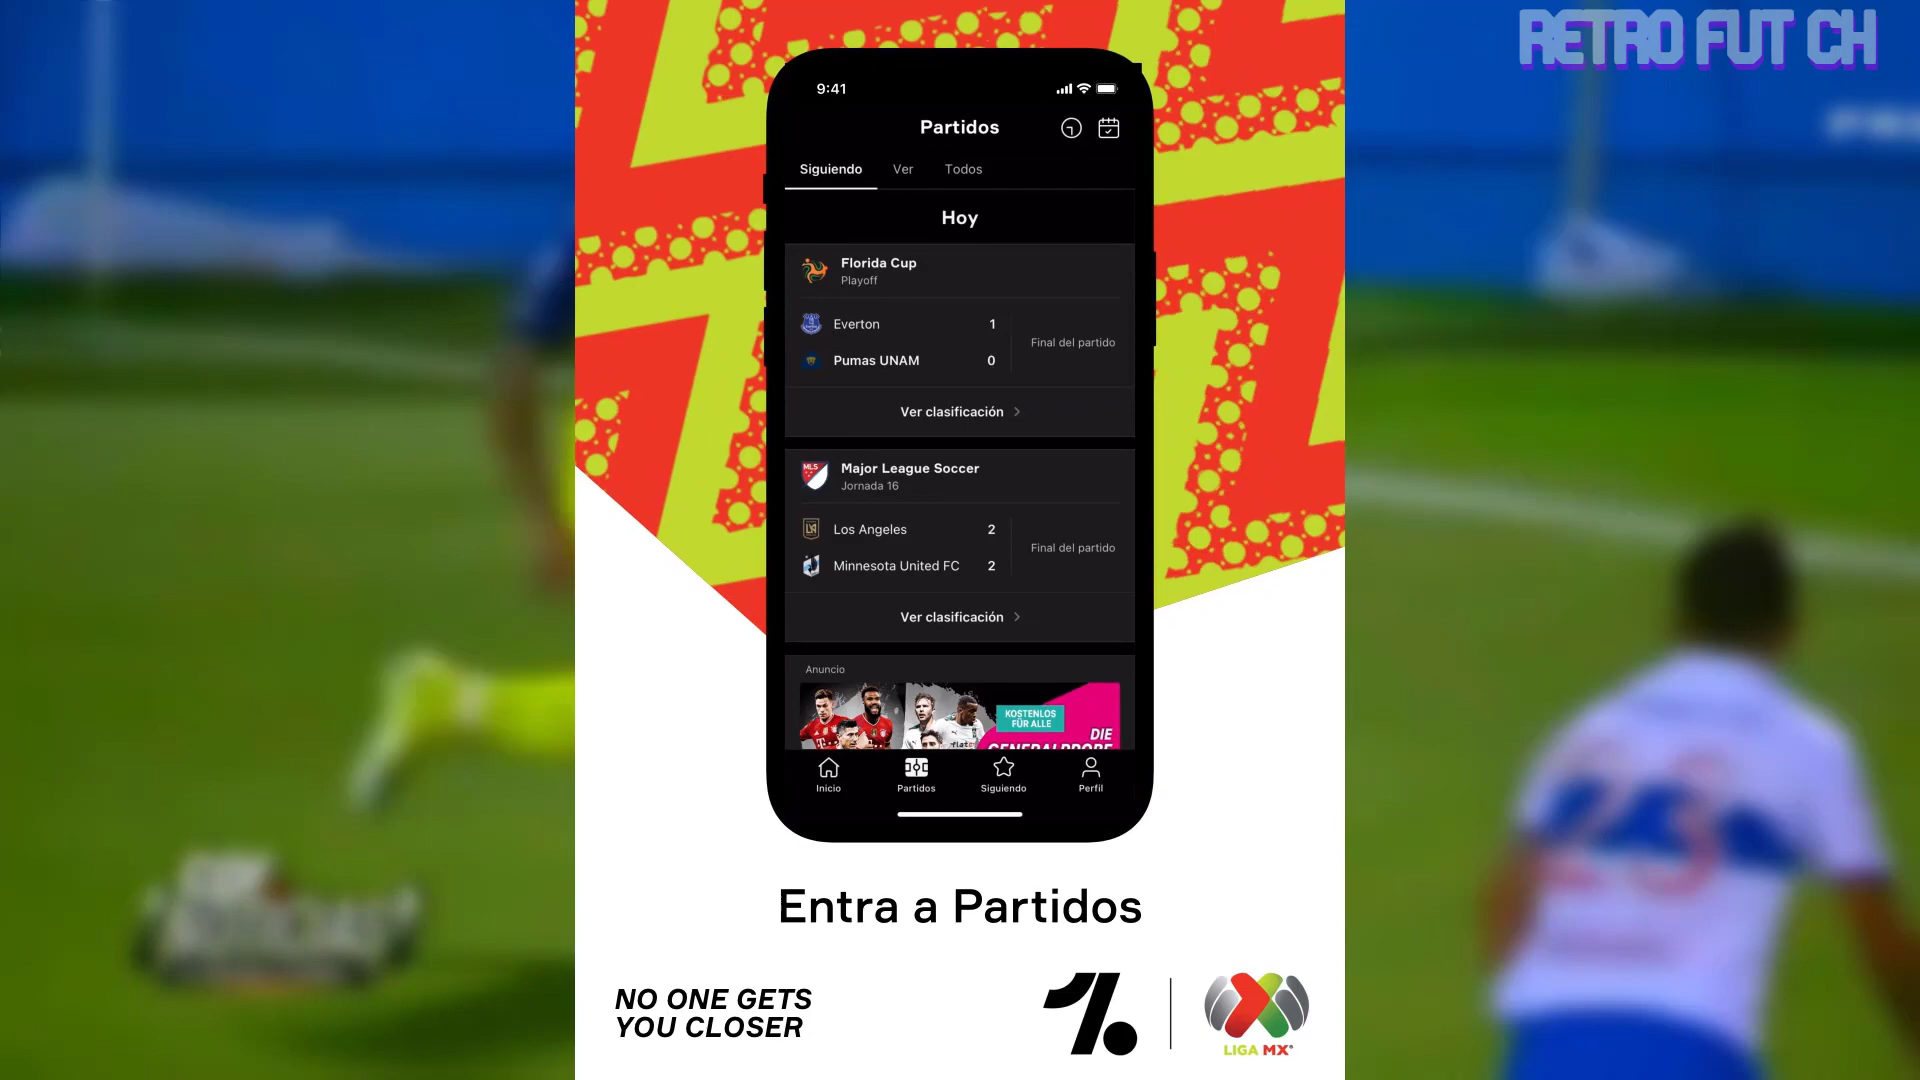 RETRO FUT CH
9:41
Partidos
Siguiendo Ver Todos
Hoy
Florida Cup
Playoff
Everton 1
Pumas UNAM 0
Final del partido
Ver clasificación
MLS
Major League Soccer
Jornada 16
Los Angeles 2
Minnesota United FC 2
Final del partido
Ver clasificación
Anuncio
KOSTENLOS
FÜR ALLE
DIE
GENERALPROBE
Inicio Partidos Siguiendo Perfil
Entra a Partidos
NO ONE GETS
YOU CLOSER
LIGA MX
23